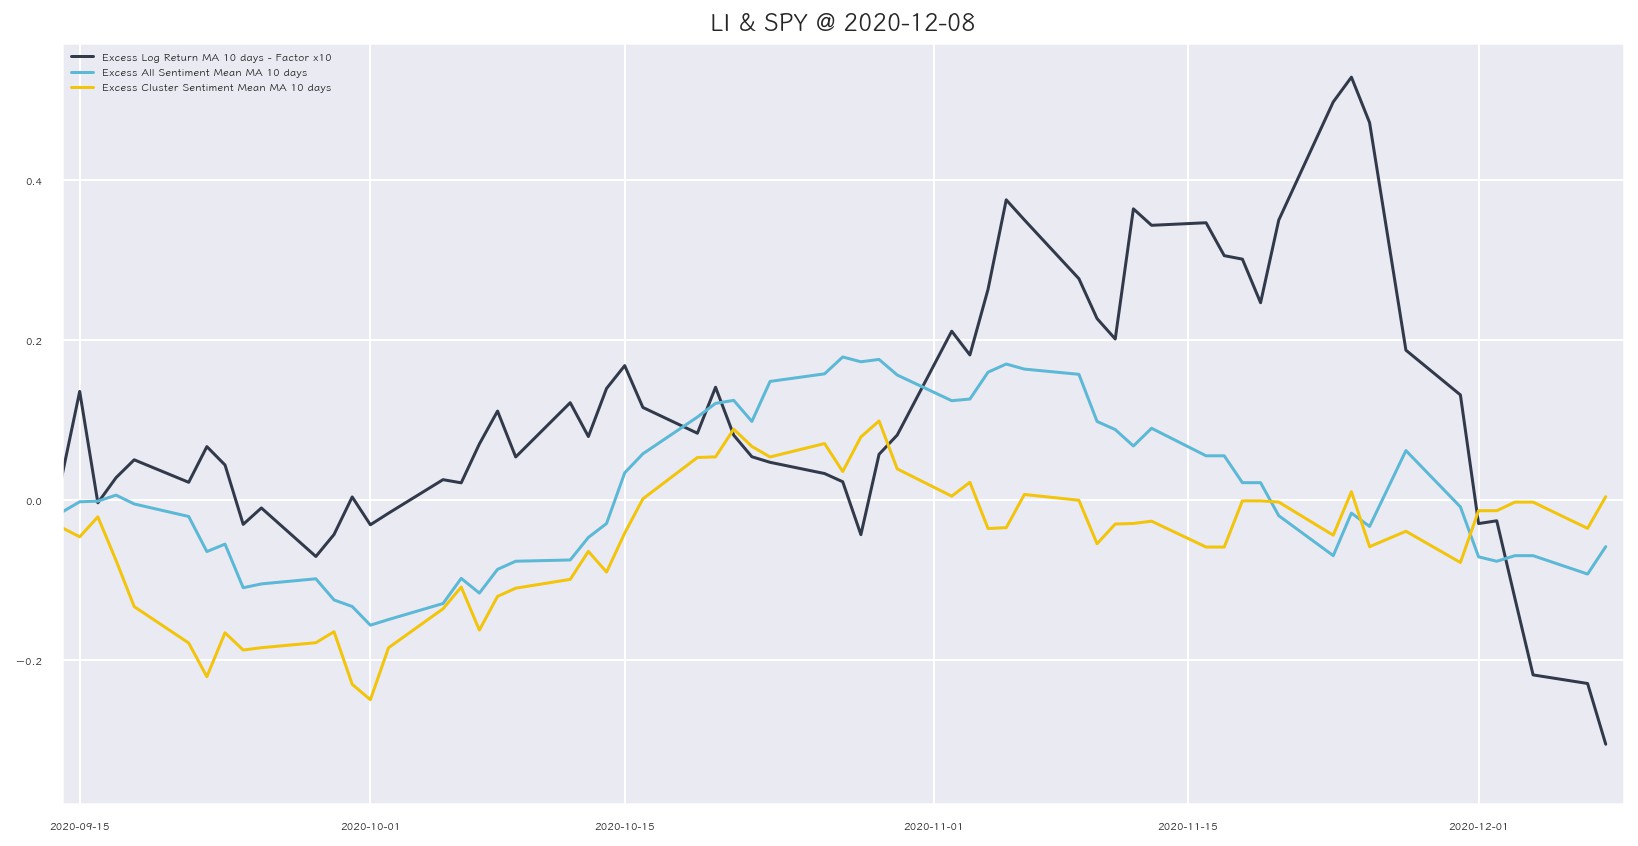 LI & SPY @ 2020-12-08
Excess Log Return MA 10 days - Factor x10
Excess All Sentiment Mean MA 10 days
Excess Cluster Sentiment Mean MA 10 days
0.4
0.2
0.0
−0.2
2020-09-15 2020-10-01 2020-10-15 2020-11-01 2020-11-15 2020-12-01